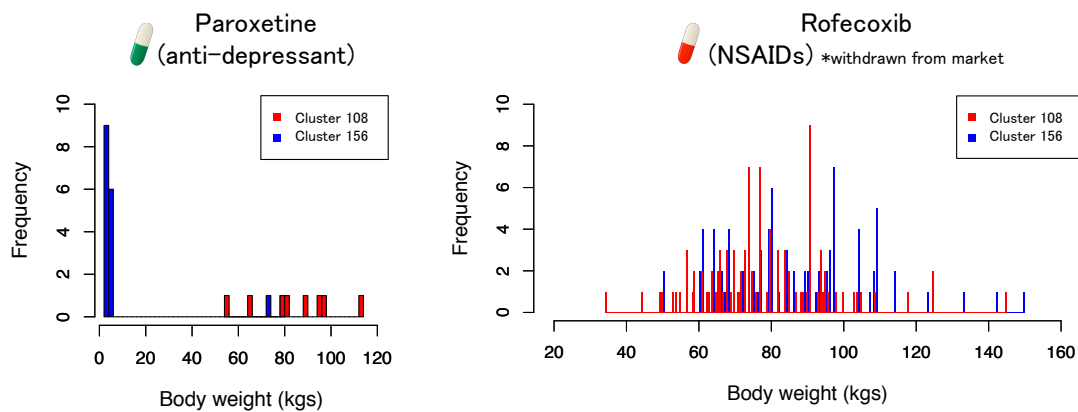 Paroxetine
(anti-depressant)
Cluster 108
Cluster 156
Frequency
10
8
6
4
2
0
0 20 40 60 80 100 120
Body weight (kgs)
Rofecoxib
(NSAIDs) *withdrawn from market
Cluster 108
Cluster 156
Frequency
10
8
6
4
2
0
20 40 60 80 100 120 140 160
Body weight (kgs)